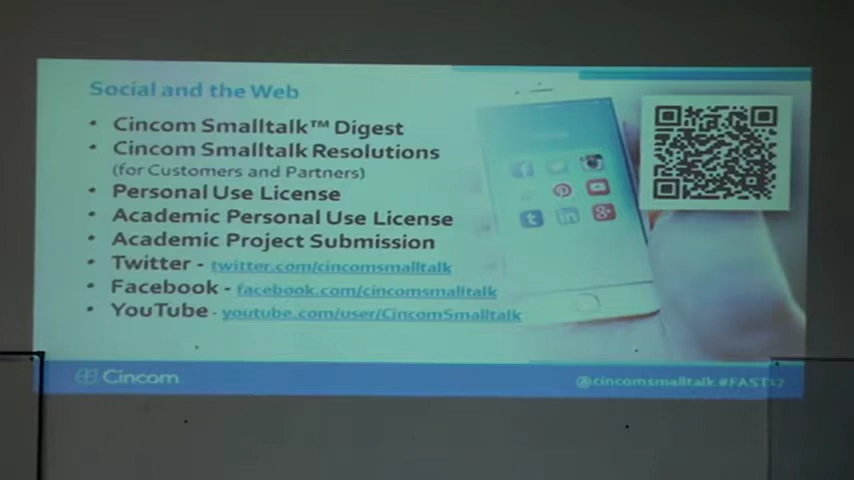 Social and the Web
• Cincom Smalltalk™ Digest
• Cincom Smalltalk Resolutions
(for Customers and Partners)
• Personal Use License
• Academic Personal Use License
• Academic Project Submission
• Twitter - twitter.com/cincomsmalltalk
• Facebook - facebook.com/cincomsmalltalk
• YouTube - youtube.com/user/CincomSmalltalk
Cincom
@cincomsmalltalk #FAST17